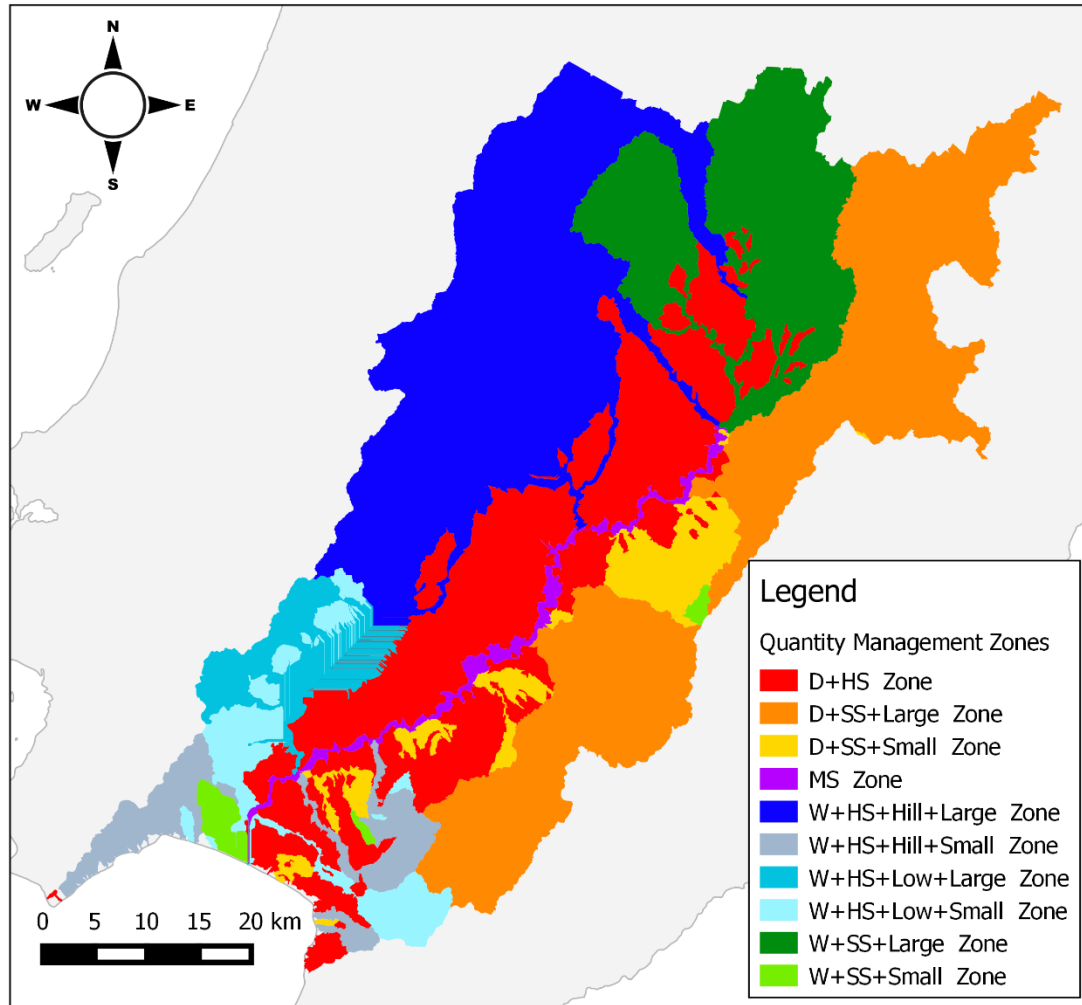 N
W E
S
Legend
Quantity Management Zones
D+HS Zone
D+SS+Large Zone
D+SS+Small Zone
MS Zone
W+HS+Hill+Large Zone
W+HS+Hill+Small Zone
W+HS+Low+Large Zone
W+HS+Low+Small Zone
W+SS+Large Zone
W+SS+Small Zone
0 5 10 15 20 km